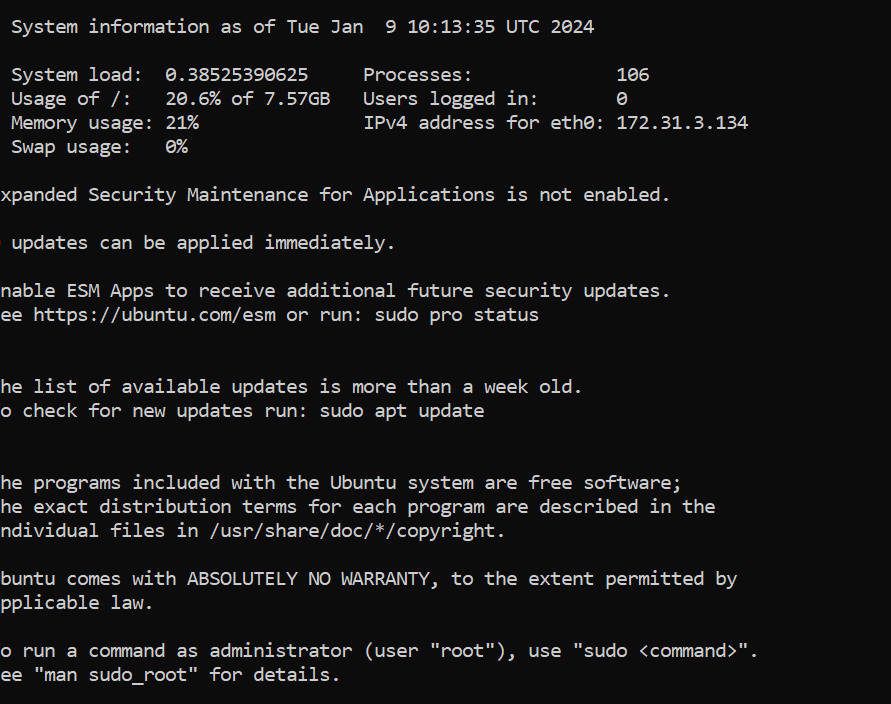 System information as of Tue Jan  9 10:13:35 UTC 2024
System load:  0.38525390625     Processes:             106
Usage of /:   20.6% of 7.57GB   Users logged in:       0
Memory usage: 21%               IPv4 address for eth0: 172.31.3.134
Swap usage:   0%
xpanded Security Maintenance for Applications is not enabled.
updates can be applied immediately.
nable ESM Apps to receive additional future security updates.
ee https://ubuntu.com/esm or run: sudo pro status
he list of available updates is more than a week old.
o check for new updates run: sudo apt update
he programs included with the Ubuntu system are free software;
he exact distribution terms for each program are described in the
ndividual files in /usr/share/doc/*/copyright.
buntu comes with ABSOLUTELY NO WARRANTY, to the extent permitted by
pplicable law.
o run a command as administrator (user "root"), use "sudo <command>".
ee "man sudo_root" for details.